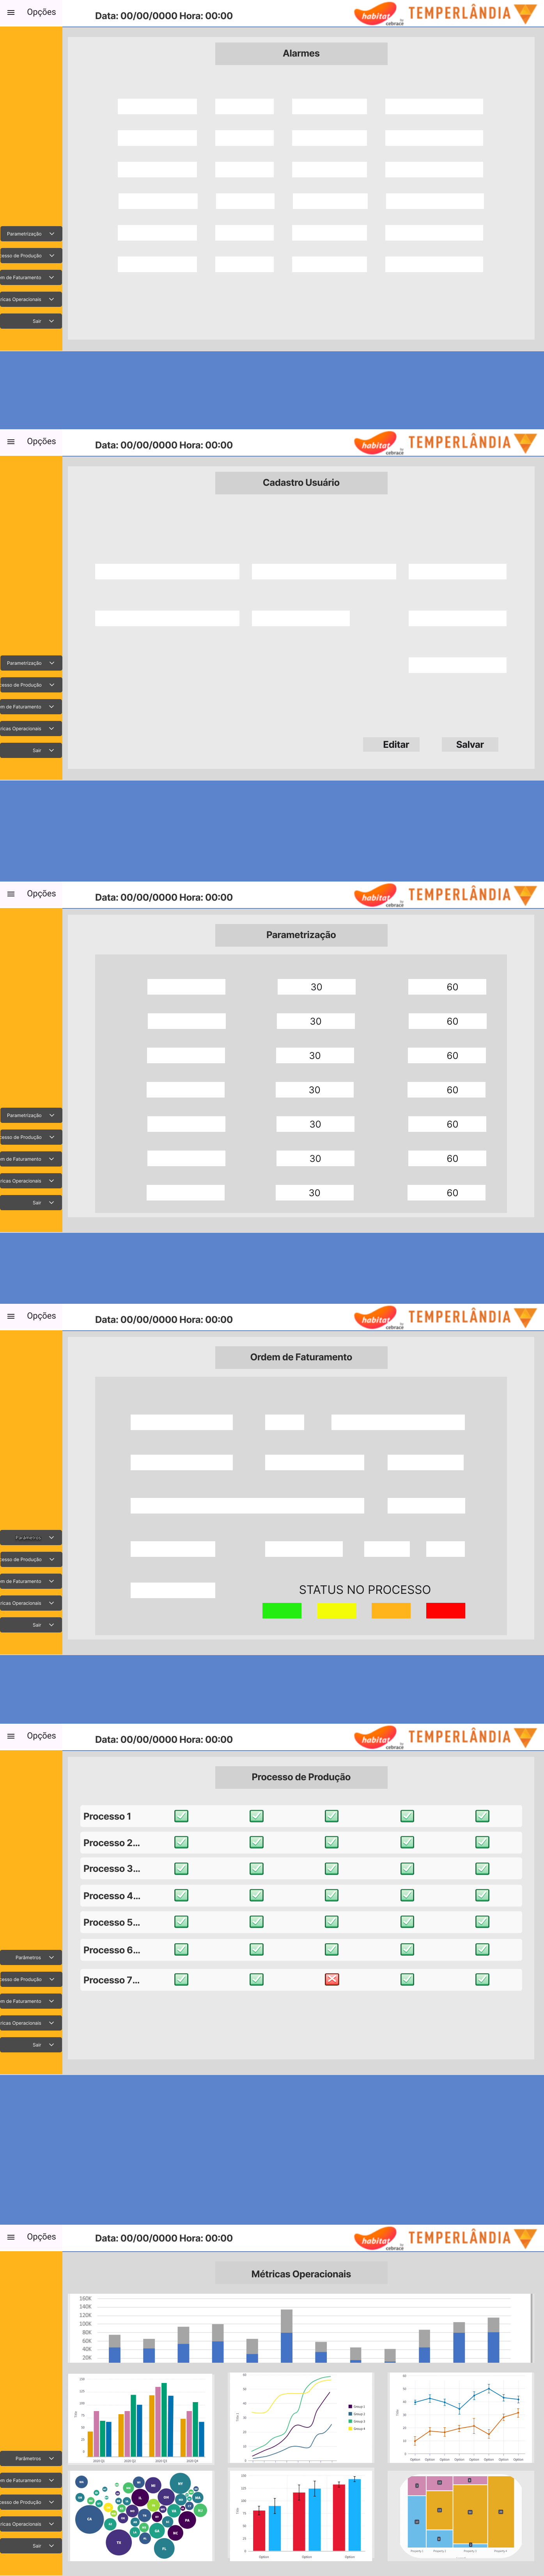 Opções
Data: 00/00/0000 Hora: 00:00
habitat
by
cebrace
TEMPERLÂNDIA
Alarmes
Parametrização
cesso de Produção
m de Faturamento
ricas Operacionais
Sair
Opções
Data: 00/00/0000 Hora: 00:00
habitat
by
cebrace
TEMPERLÂNDIA
Cadastro Usuário
Parametrização
cesso de Produção
m de Faturamento
ricas Operacionais
Sair
Editar
Salvar
Opções
Data: 00/00/0000 Hora: 00:00
habitat
by
cebrace
TEMPERLÂNDIA
Parametrização
30 60
30 60
30 60
30 60
30 60
30 60
30 60
Parametrização
cesso de Produção
m de Faturamento
ricas Operacionais
Sair
Opções
Data: 00/00/0000 Hora: 00:00
habitat
by
cebrace
TEMPERLÂNDIA
Ordem de Faturamento
Parâmetros
cesso de Produção
m de Faturamento
ricas Operacionais
Sair
STATUS NO PROCESSO
Opções
Data: 00/00/0000 Hora: 00:00
habitat
by
cebrace
TEMPERLÂNDIA
Processo de Produção
Processo 1
Processo 2...
Processo 3...
Processo 4...
Processo 5...
Processo 6...
Processo 7...
Parâmetros
cesso de Produção
m de Faturamento
ricas Operacionais
Sair
Opções
Data: 00/00/0000 Hora: 00:00
habitat
by
cebrace
TEMPERLÂNDIA
Métricas Operacionais
160K
140K
120K
100K
80K
60K
40K
20K
Parâmetros
m de Faturamento
cesso de Produção
ricas Operacionais
Sair
CA
TX
FL